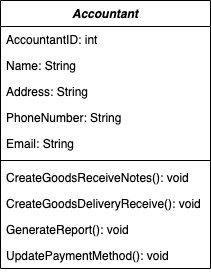 Accountant
AccountantID: int
Name: String
Address: String
PhoneNumber: String
Email: String
CreateGoodsReceiveNotes(): void
CreateGoodsDeliveryReceive(): void
GenerateReport(): void
UpdatePaymentMethod(): void